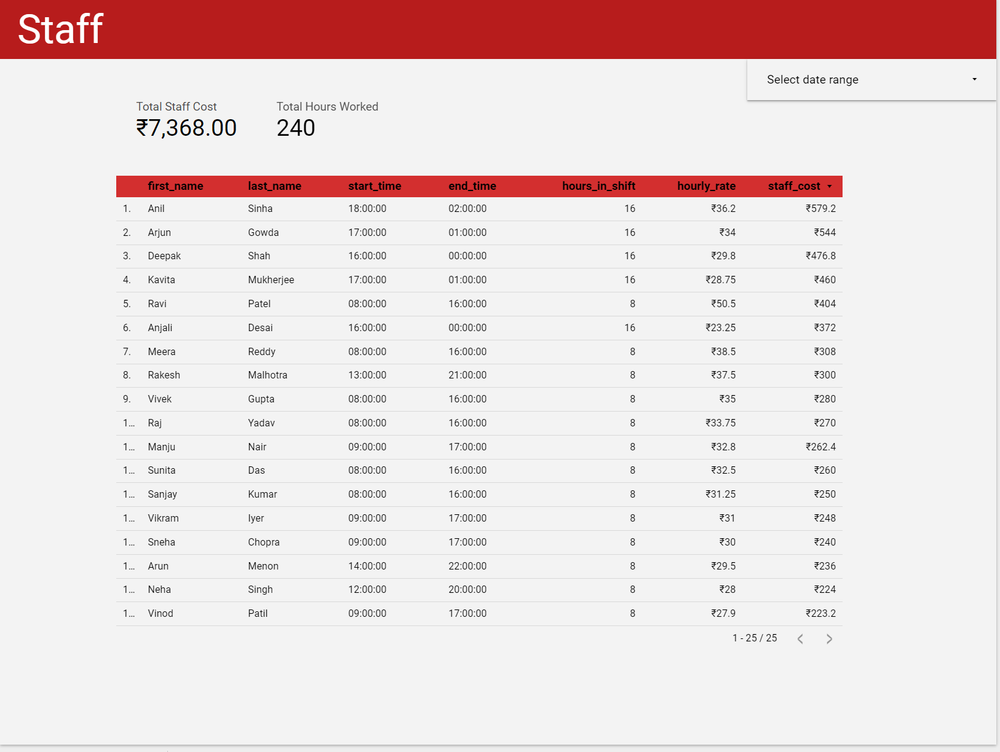 Staff
Select date range
Total Staff Cost Total Hours Worked
₹7,368.00 240
first_name last_name start_time end_time hours_in_shift hourly_rate staff_cost
1. Anil Sinha 18:00:00 02:00:00 16 ₹36.2 ₹579.2
2. Arjun Gowda 17:00:00 01:00:00 16 ₹34 ₹544
3. Deepak Shah 16:00:00 00:00:00 16 ₹29.8 ₹476.8
4. Kavita Mukherjee 17:00:00 01:00:00 16 ₹28.75 ₹460
5. Ravi Patel 08:00:00 16:00:00 8 ₹50.5 ₹404
6. Anjali Desai 16:00:00 00:00:00 16 ₹23.25 ₹372
7. Meera Reddy 08:00:00 16:00:00 8 ₹38.5 ₹308
8. Rakesh Malhotra 13:00:00 21:00:00 8 ₹37.5 ₹300
9. Vivek Gupta 08:00:00 16:00:00 8 ₹35 ₹280
1... Raj Yadav 08:00:00 16:00:00 8 ₹33.75 ₹270
1... Manju Nair 09:00:00 17:00:00 8 ₹32.8 ₹262.4
1... Sunita Das 08:00:00 16:00:00 8 ₹32.5 ₹260
1... Sanjay Kumar 08:00:00 16:00:00 8 ₹31.25 ₹250
1... Vikram Iyer 09:00:00 17:00:00 8 ₹31 ₹248
1... Sneha Chopra 09:00:00 17:00:00 8 ₹30 ₹240
1... Arun Menon 14:00:00 22:00:00 8 ₹29.5 ₹236
1... Neha Singh 12:00:00 20:00:00 8 ₹28 ₹224
1... Vinod Patil 09:00:00 17:00:00 8 ₹27.9 ₹223.2
1 - 25 / 25